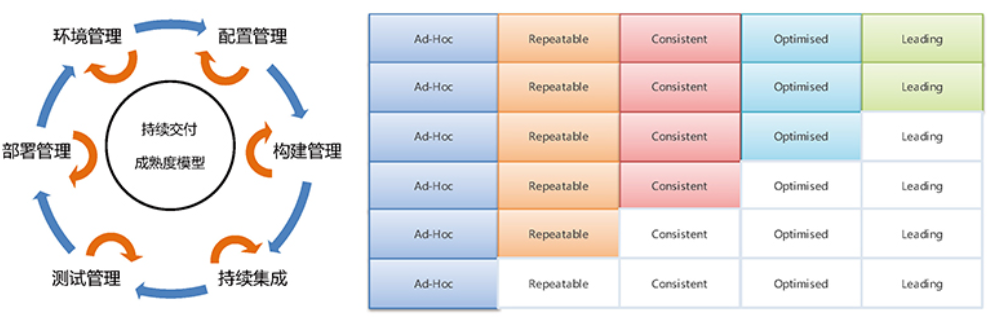 环境管理
配置管理
持续交付
成熟度模型
部署管理
构建管理
测试管理
持续集成
Ad-Hoc Repeatable Consistent Optimised Leading
Ad-Hoc Repeatable Consistent Optimised Leading
Ad-Hoc Repeatable Consistent Optimised Leading
Ad-Hoc Repeatable Consistent Optimised Leading
Ad-Hoc Repeatable Consistent Optimised Leading
Ad-Hoc Repeatable Consistent Optimised Leading